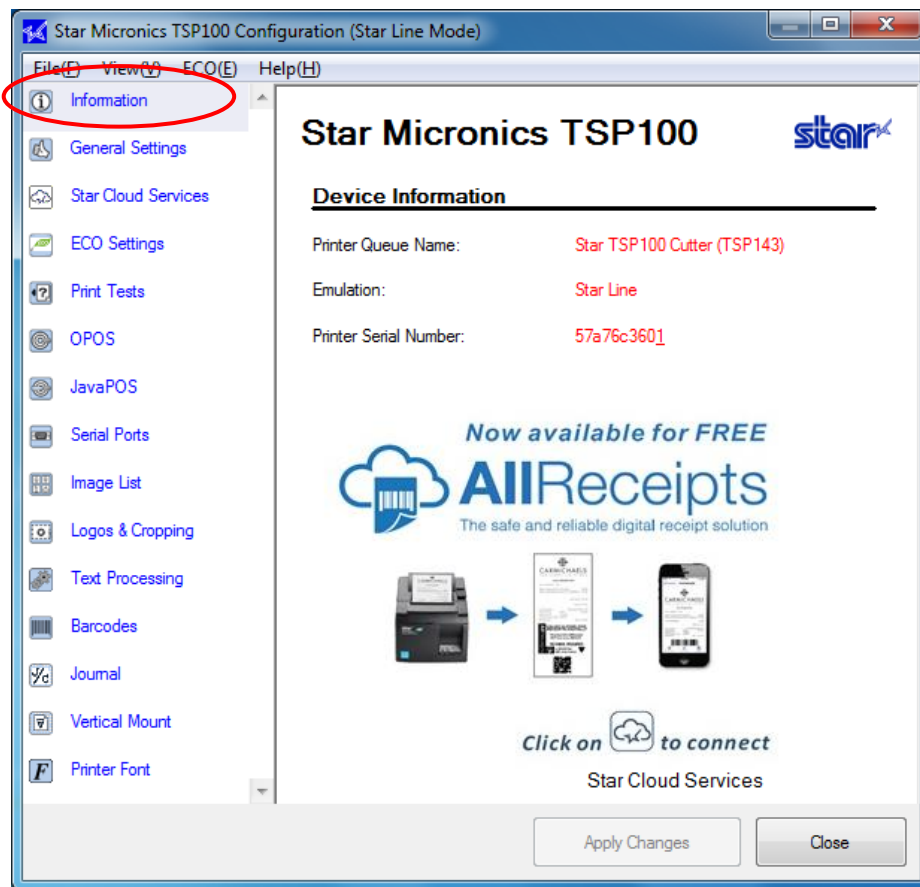 Star Micronics TSP100 Configuration (Star Line Mode)
File(F) View(V) ECO(E) Help(H)
Information
General Settings
Star Cloud Services
ECO Settings
Print Tests
OPOS
JavaPOS
Serial Ports
Image List
Logos & Cropping
Text Processing
Barcodes
Journal
Vertical Mount
Printer Font
Star Micronics TSP100
star
Device Information
Printer Queue Name: Star TSP100 Cutter (TSP143)
Emulation: Star Line
Printer Serial Number: 57a76c3601
Now available for FREE
AllReceipts
The safe and reliable digital receipt solution
CARMICHAELS
CARMICHAELS
Click on to connect
Star Cloud Services
Apply Changes
Close